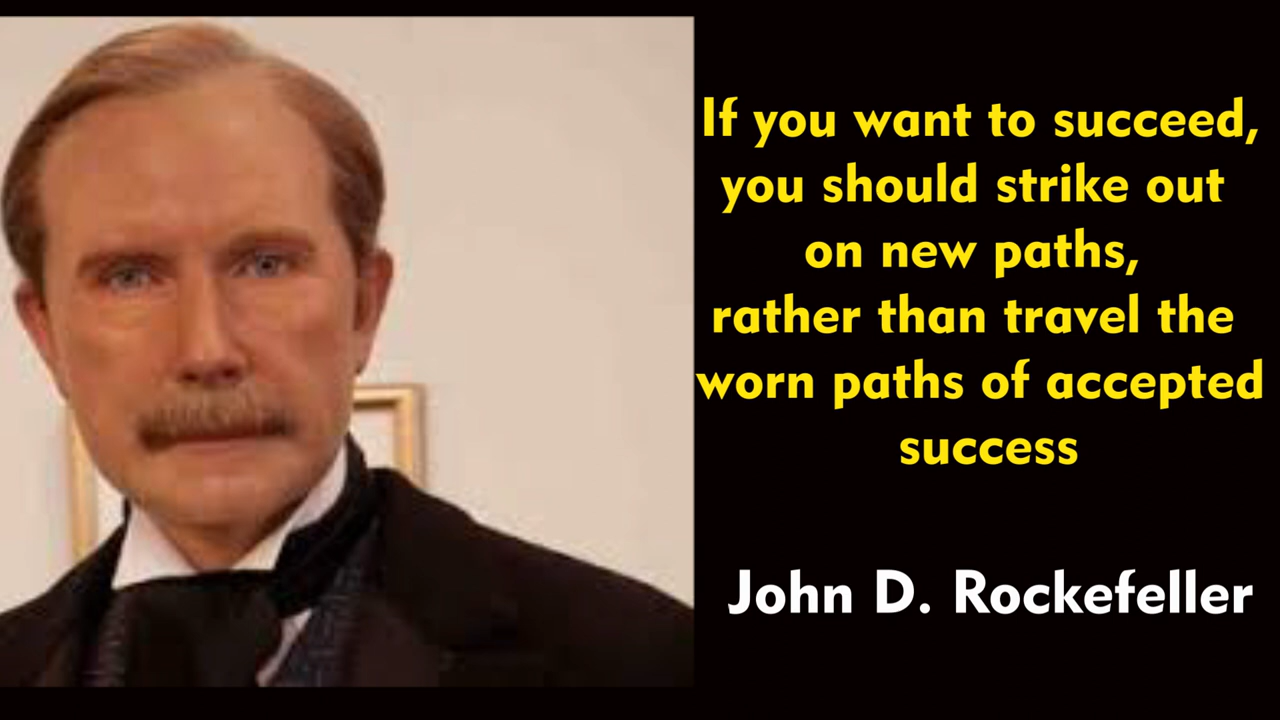 If you want to succeed,
you should strike out
on new paths,
rather than travel the
worn paths of accepted
success
John D. Rockefeller